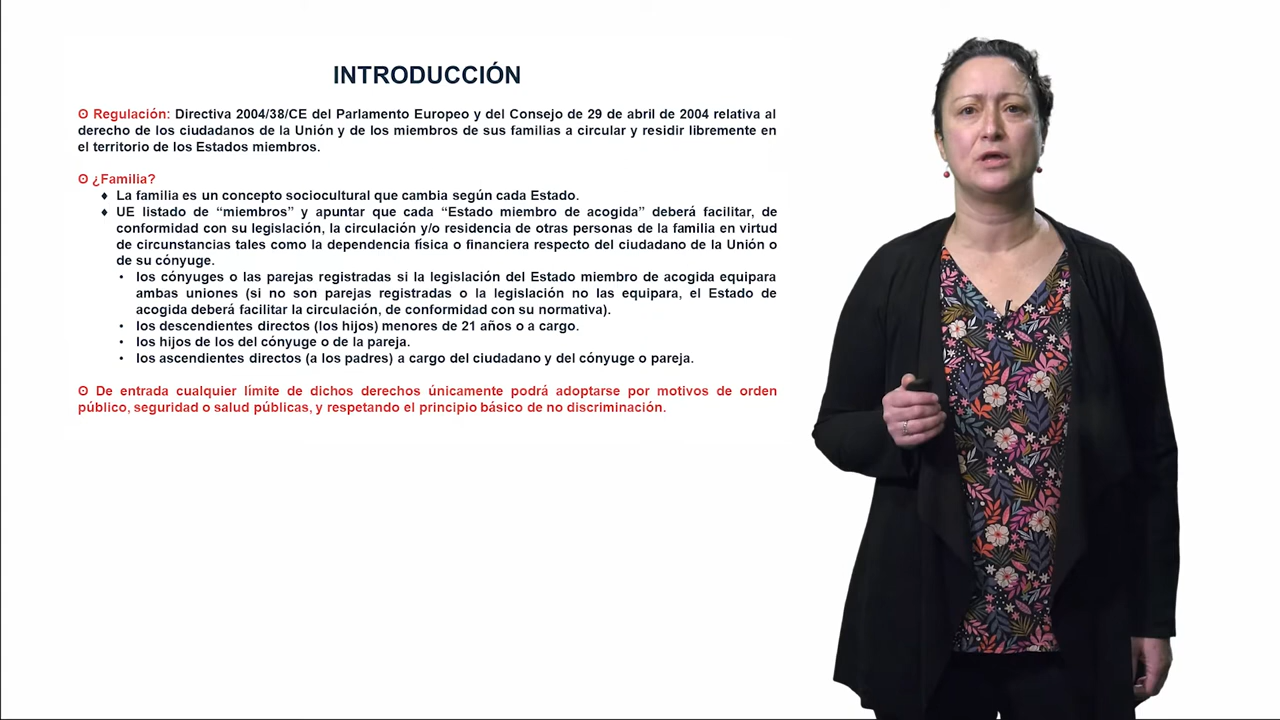 INTRODUCCIÓN
ʘ Regulación: Directiva 2004/38/CE del Parlamento Europeo y del Consejo de 29 de abril de 2004 relativa al
derecho de los ciudadanos de la Unión y de los miembros de sus familias a circular y residir libremente en
el territorio de los Estados miembros.
ʘ ¿Familia?
♦ La familia es un concepto sociocultural que cambia según cada Estado.
♦ UE listado de “miembros” y apuntar que cada “Estado miembro de acogida” deberá facilitar, de
conformidad con su legislación, la circulación y/o residencia de otras personas de la familia en virtud
de circunstancias tales como la dependencia física o financiera respecto del ciudadano de la Unión o
de su cónyuge.
• los cónyuges o las parejas registradas si la legislación del Estado miembro de acogida equipara
ambas uniones (si no son parejas registradas o la legislación no las equipara, el Estado de
acogida deberá facilitar la circulación, de conformidad con su normativa).
• los descendientes directos (los hijos) menores de 21 años o a cargo.
• los hijos de los del cónyuge o de la pareja.
• los ascendientes directos (a los padres) a cargo del ciudadano y del cónyuge o pareja.
ʘ De entrada cualquier límite de dichos derechos únicamente podrá adoptarse por motivos de orden
público, seguridad o salud públicas, y respetando el principio básico de no discriminación.